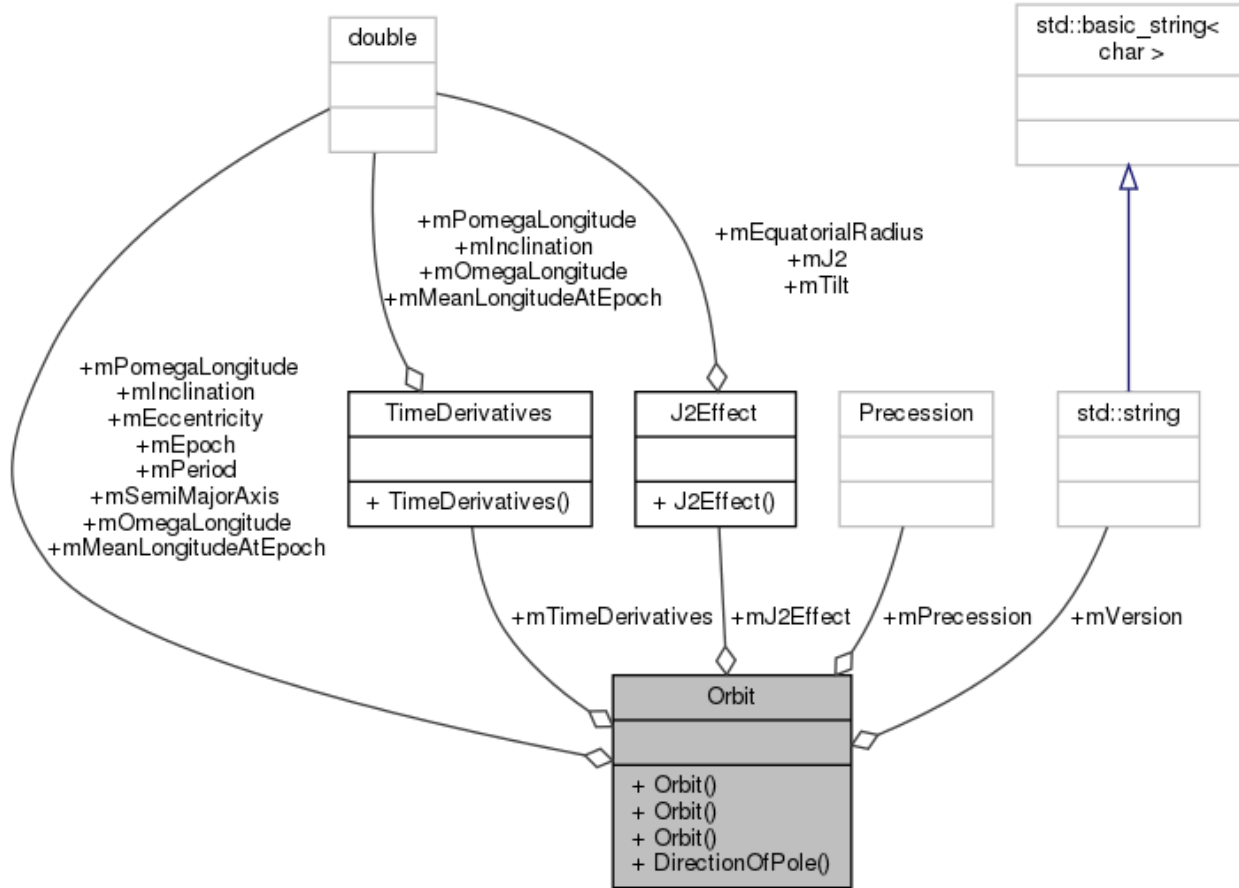 double
std::basic_string<
char >
+mPomegaLongitude
+mInclination
+mOmegaLongitude
+mMeanLongitudeAtEpoch
+mEquatorialRadius
+mJ2
+mTilt
+mPomegaLongitude
+mInclination
+mEccentricity
+mEpoch
+mPeriod
+mSemiMajorAxis
+mOmegaLongitude
+mMeanLongitudeAtEpoch
TimeDerivatives
+ TimeDerivatives()
J2Effect
+ J2Effect()
Precession
std::string
+mTimeDerivatives
+mJ2Effect
+mPrecession
+mVersion
Orbit
+ Orbit()
+ Orbit()
+ Orbit()
+ DirectionOfPole()